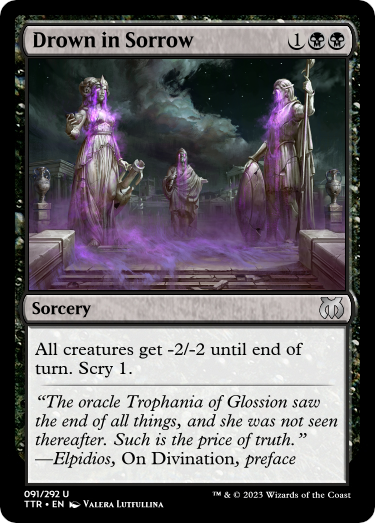 Drown in Sorrow 1
Sorcery
All creatures get -2/-2 until end of
turn. Scry 1.
“The oracle Trophania of Glossion saw
the end of all things, and she was not seen
thereafter. Such is the price of truth.”
—Elpidios, On Divination, preface
091/292 U
TTR • EN Valera Lutfullina
™ & © 2023 Wizards of the Coast